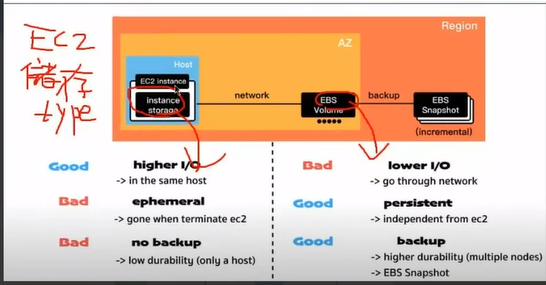 EC2
儲存
type
Region
AZ
Host
EC2 instance
instance
storage
network
EBS
Volume
backup
EBS
Snapshot
(incremental)
Good higher I/O
-> in the same host
Bad ephemeral
-> gone when terminate ec2
Bad no backup
-> low durability (only a host)
Bad lower I/O
-> go through network
Good persistent
-> independent from ec2
Good backup
-> higher durability (multiple nodes)
-> EBS Snapshot